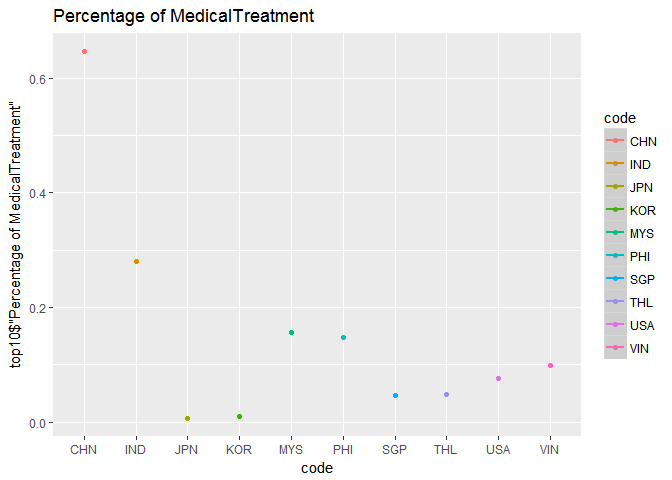 Percentage of MedicalTreatment
top10$"Percentage of MedicalTreatment"
0.6
0.4
0.2
0.0
CHN IND JPN KOR MYS PHI SGP THL USA VIN
code
code
CHN
IND
JPN
KOR
MYS
PHI
SGP
THL
USA
VIN